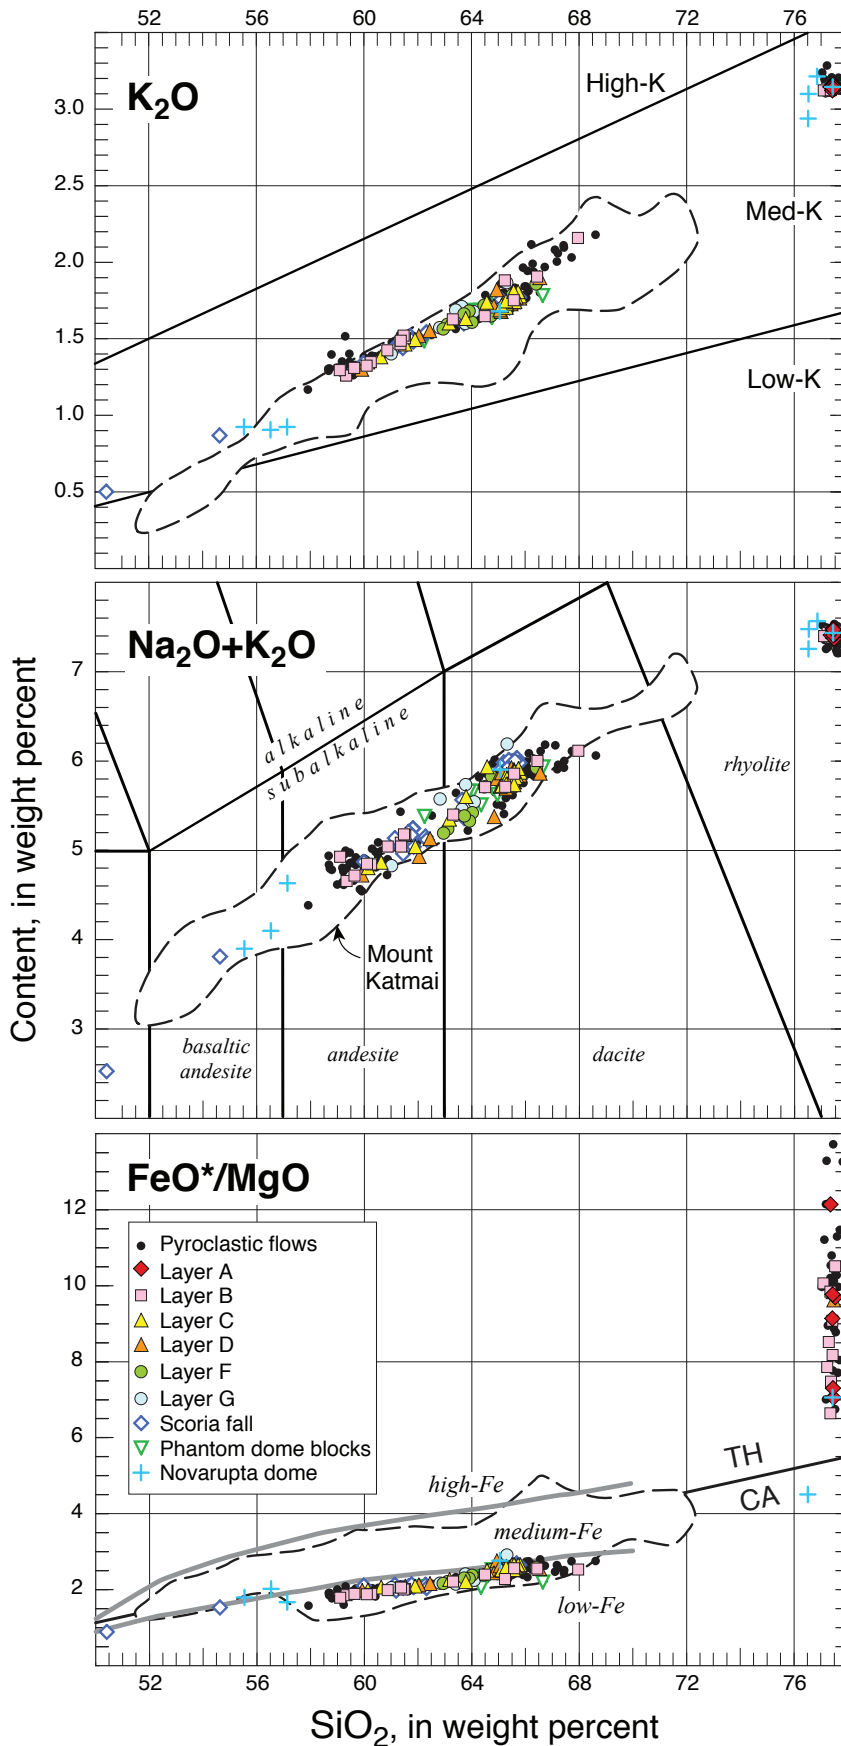 52 56 60 64 68 72 76
K₂O
High-K
3.0
2.5
Med-K
2.0
1.5
Low-K
1.0
0.5
Content, in weight percent
Na₂O+K₂O
7
alkaline
subalkaline
6
rhyolite
5
4
Mount
Katmai
3
basaltic
andesite
andesite
dacite
FeO*/MgO
12
Pyroclastic flows
Layer A
Layer B
10
Layer C
Layer D
Layer F
8
Layer G
Scoria fall
6
Phantom dome blocks
Novarupta dome
TH
CA
high-Fe
4
medium-Fe
2
low-Fe
52 56 60 64 68 72 76
SiO₂, in weight percent